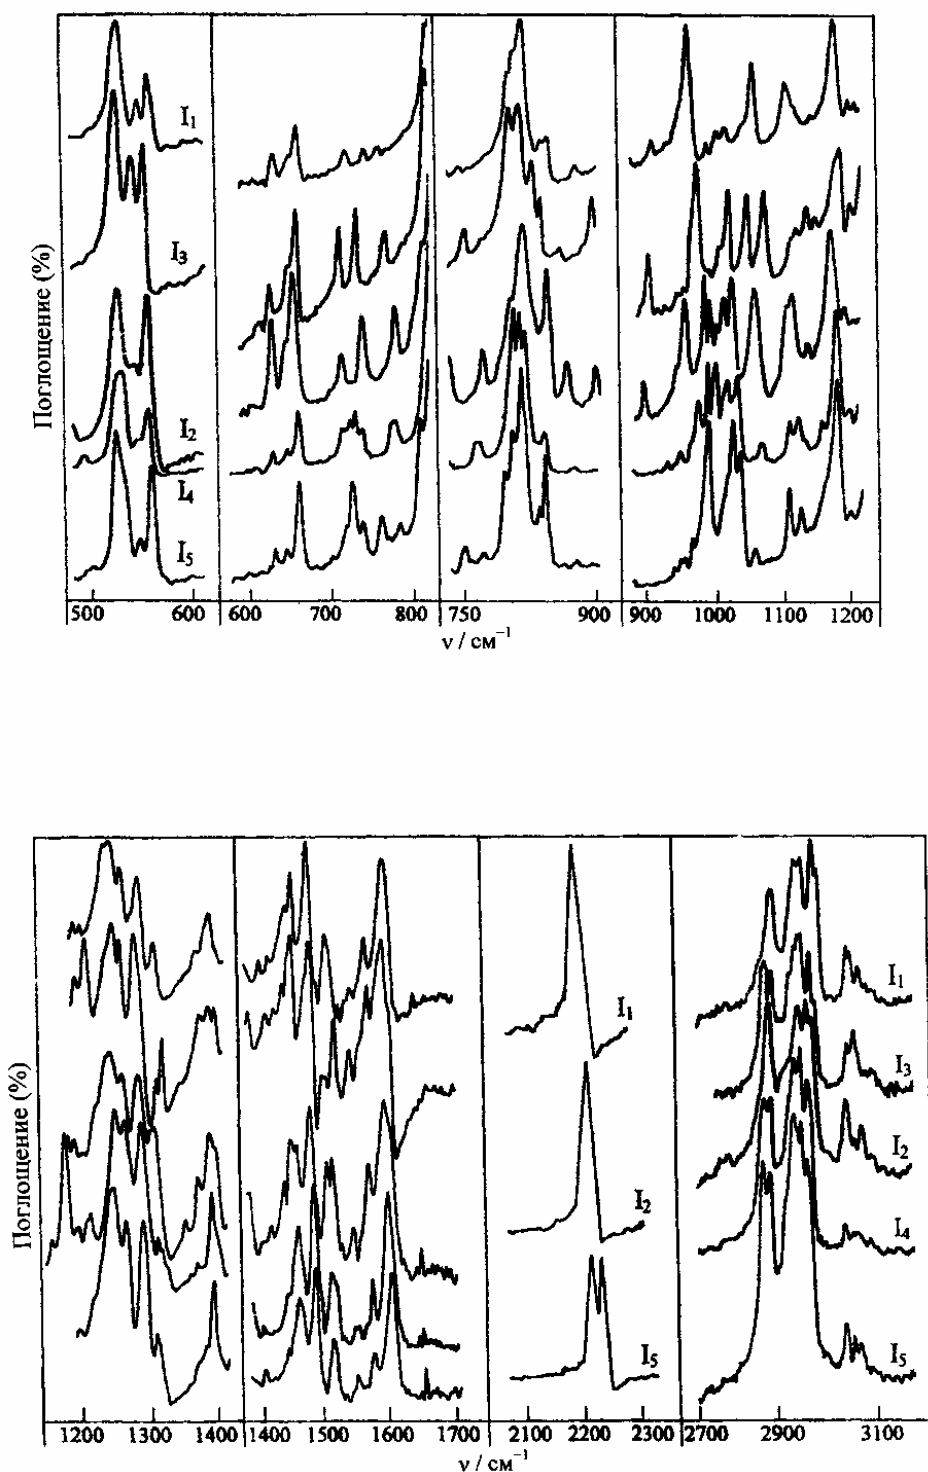 Поглощение (%)
I₁
I₃
I₂
I₄
I₅
500 600 600 700 800 750 900 900 1000 1100 1200
ν / см⁻¹
Поглощение (%)
I₁ I₁
I₃
I₂ I₂
I₄
I₅ I₅
1200 1300 1400 1400 1500 1600 1700 2100 2200 2300 2700 2900 3100
ν / см⁻¹